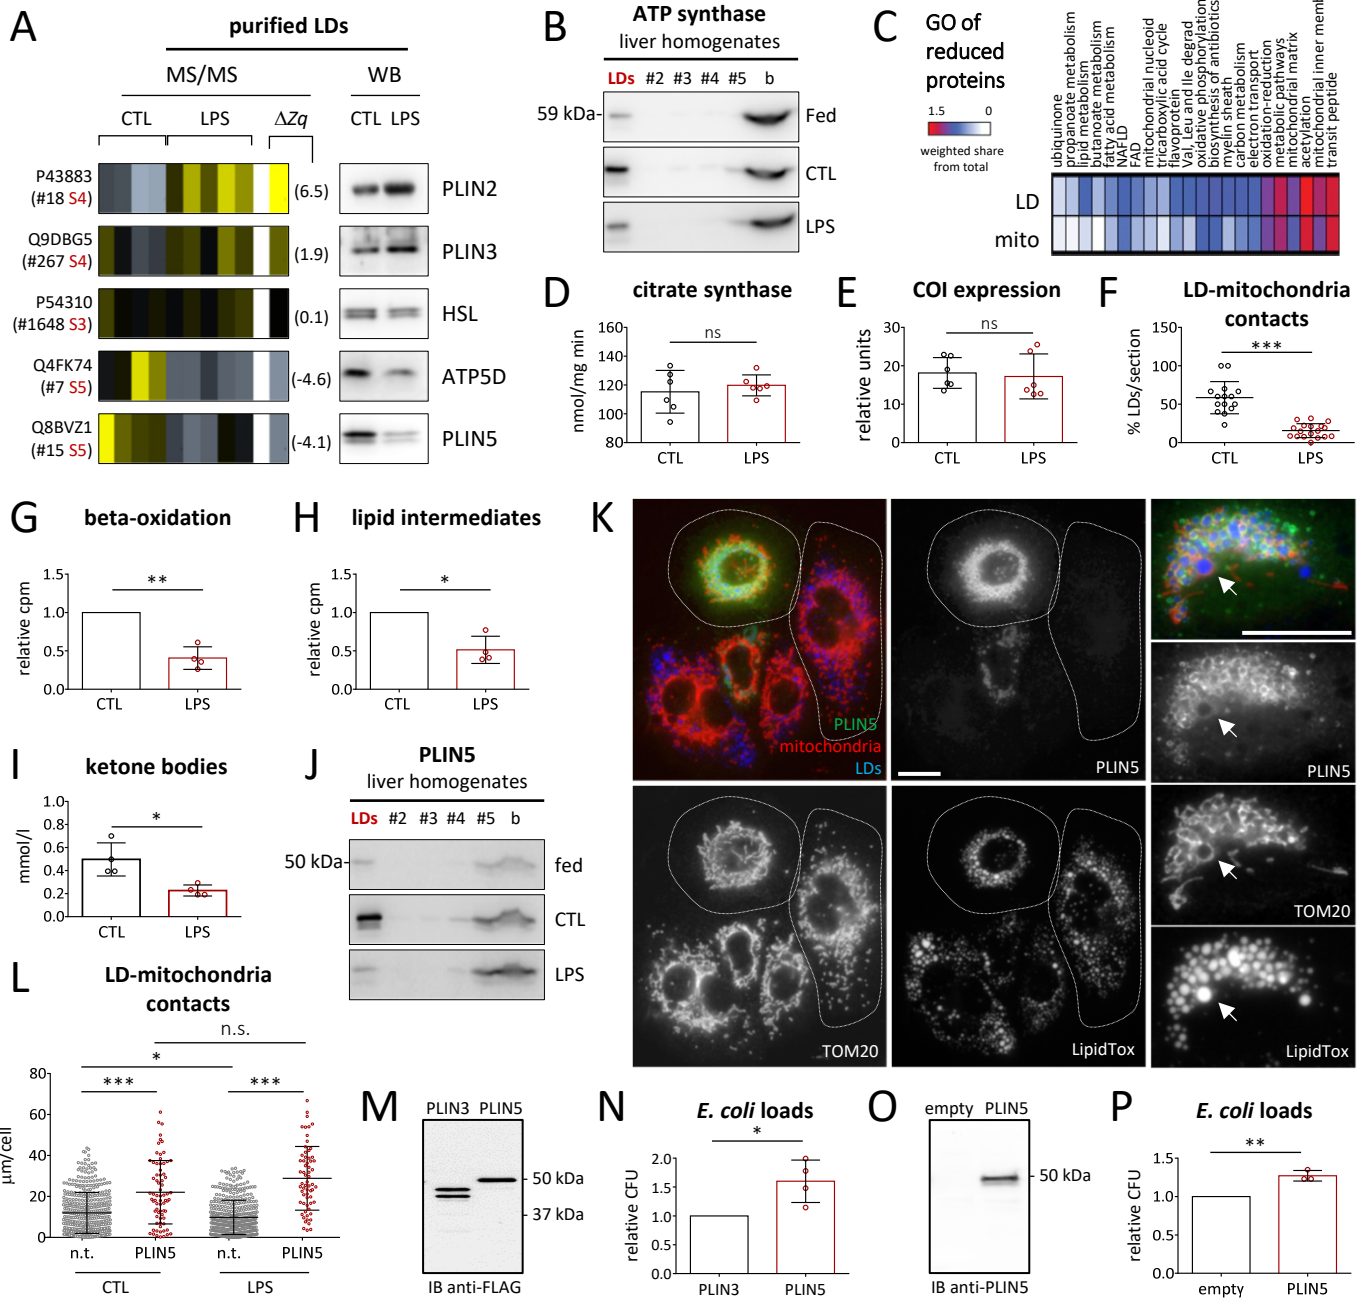 A
purified LDs
MS/MS
WB
CTL
LPS
ΔZq
CTL LPS
P43883
(#18 S4)
(6.5)
PLIN2
Q9DBG5
(#267 S4)
(1.9)
PLIN3
P54310
(#1648 S3)
(0.1)
HSL
Q4FK74
(#7 S5)
(-4.6)
ATP5D
Q8BVZ1
(#15 S5)
(-4.1)
PLIN5
B
ATP synthase
liver homogenates
LDs #2 #3 #4 #5 b
59 kDa-
Fed
CTL
LPS
C
GO of
reduced
proteins
1.5 0
weighted share
from total
ubiquinone
propanoate metabolism
lipid metabolism
butanoate metabolism
fatty acid metabolism
NAFLD
FAD
mitochondrial nucleoid
tricarboxylic acid cycle
flavoprotein
Val, Leu and Ile degrad
oxidative phosphorylation
biosynthesis of antibiotics
myelin sheath
carbon metabolism
electron transport
oxidation-reduction
metabolic pathways
mitochondrial matrix
acetylation
mitochondrial inner memb
transit peptide
LD
mito
D
citrate synthase
nmol/mg min
160
140
120
100
80
ns
CTL LPS
E
COI expression
relative units
30
20
10
0
ns
CTL LPS
F
LD-mitochondria
contacts
% LDs/section
150
100
50
0
***
CTL LPS
G
beta-oxidation
relative cpm
1.5
1.0
0.5
0.0
**
CTL LPS
H
lipid intermediates
relative cpm
1.5
1.0
0.5
0.0
*
CTL LPS
I
ketone bodies
mmol/l
1.0
0.8
0.6
0.4
0.2
0.0
*
CTL LPS
J
PLIN5
liver homogenates
LDs #2 #3 #4 #5 b
50 kDa-
fed
CTL
LPS
K
PLIN5
mitochondria
LDs
PLIN5
TOM20
LipidTox
PLIN5
TOM20
LipidTox
L
LD-mitochondria
contacts
n.s.
*
***
***
µm/cell
80
60
40
20
0
n.t. PLIN5 n.t. PLIN5
CTL LPS
M
PLIN3 PLIN5
- 50 kDa
- 37 kDa
IB anti-FLAG
N
E. coli loads
relative CFU
2.0
1.5
1.0
0.5
0.0
*
PLIN3 PLIN5
O
empty PLIN5
- 50 kDa
IB anti-PLIN5
P
E. coli loads
relative CFU
1.5
1.0
0.5
0.0
**
empty PLIN5